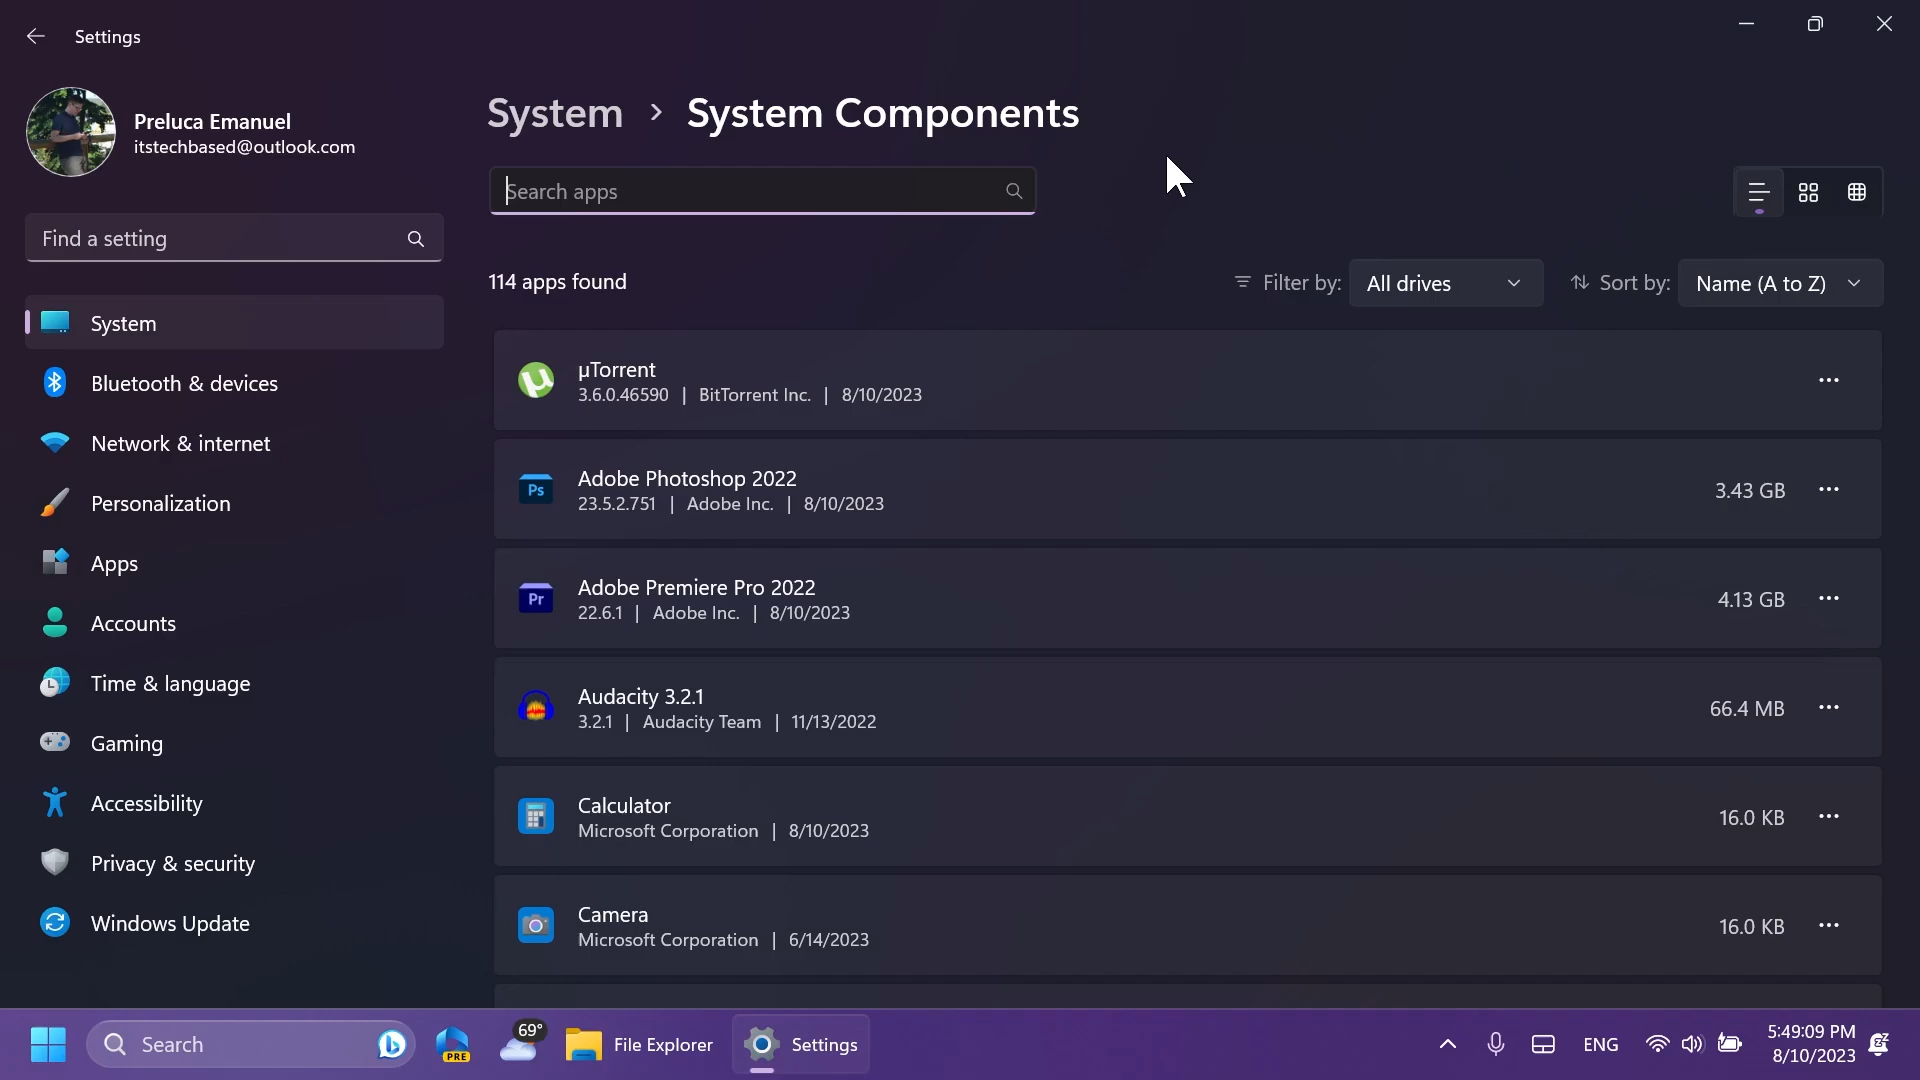 Settings
Preluca Emanuel
itstechbased@outlook.com
Find a setting
System
Bluetooth & devices
Network & internet
Personalization
Apps
Accounts
Time & language
Gaming
Accessibility
Privacy & security
Windows Update
System > System Components
Search apps
114 apps found
Filter by: All drives
Sort by: Name (A to Z)
µTorrent
3.6.0.46590 | BitTorrent Inc. | 8/10/2023
Ps
Adobe Photoshop 2022
23.5.2.751 | Adobe Inc. | 8/10/2023
3.43 GB
Pr
Adobe Premiere Pro 2022
22.6.1 | Adobe Inc. | 8/10/2023
4.13 GB
Audacity 3.2.1
3.2.1 | Audacity Team | 11/13/2022
66.4 MB
Calculator
Microsoft Corporation | 8/10/2023
16.0 KB
Camera
Microsoft Corporation | 6/14/2023
16.0 KB
Search
PRE
69°
File Explorer
Settings
ENG
5:49:09 PM
8/10/2023